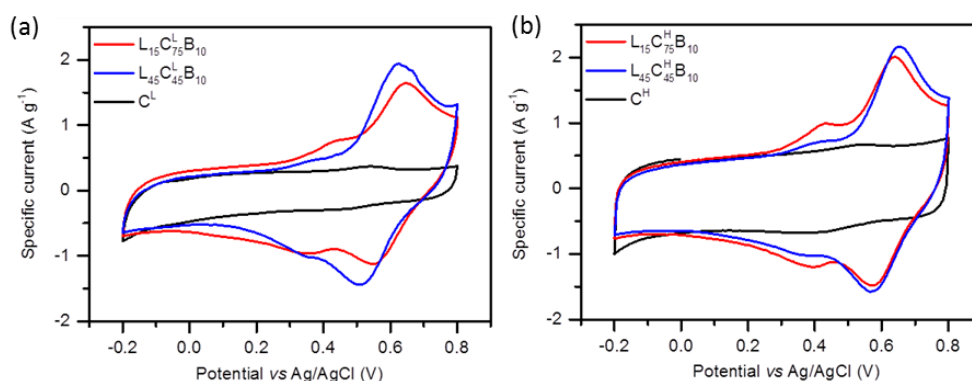 (a)
L₁₅Cᴸ₇₅B₁₀
L₄₅Cᴸ₄₅B₁₀
Cᴸ
2
1
0
-1
-2
Specific current (A g⁻¹)
-0.2 0.0 0.2 0.4 0.6 0.8
Potential vs Ag/AgCl (V)
(b)
L₁₅Cᴴ₇₅B₁₀
L₄₅Cᴴ₄₅B₁₀
Cᴴ
2
1
0
-1
-2
Specific current (A g⁻¹)
-0.2 0.0 0.2 0.4 0.6 0.8
Potential vs Ag/AgCl (V)